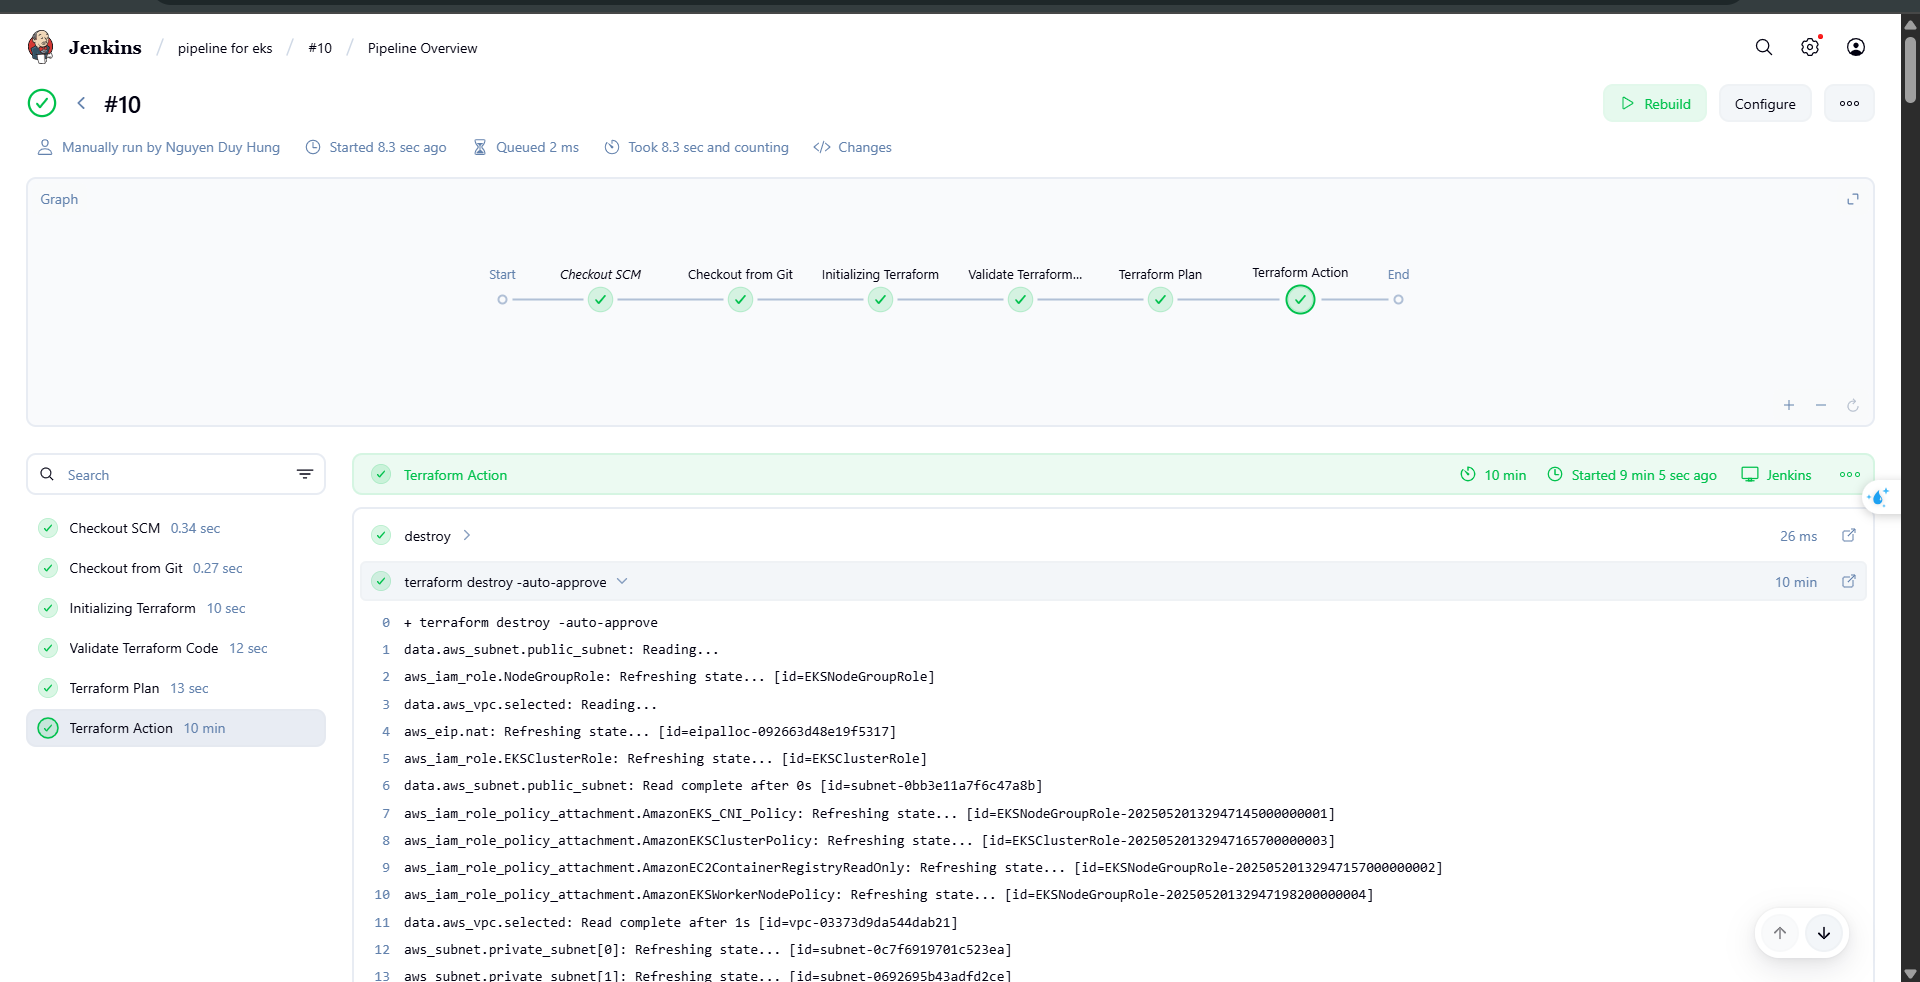 Jenkins / pipeline for eks / #10 / Pipeline Overview
#10
Rebuild
Configure
Manually run by Nguyen Duy Hung
Started 8.3 sec ago
Queued 2 ms
Took 8.3 sec and counting
Changes
Graph
Start
Checkout SCM
Checkout from Git
Initializing Terraform
Validate Terraform...
Terraform Plan
Terraform Action
End
Search
Checkout SCM 0.34 sec
Checkout from Git 0.27 sec
Initializing Terraform 10 sec
Validate Terraform Code 12 sec
Terraform Plan 13 sec
Terraform Action 10 min
Terraform Action
10 min
Started 9 min 5 sec ago
Jenkins
destroy
26 ms
terraform destroy -auto-approve
10 min
0 + terraform destroy -auto-approve
1 data.aws_subnet.public_subnet: Reading...
2 aws_iam_role.NodeGroupRole: Refreshing state... [id=EKSNodeGroupRole]
3 data.aws_vpc.selected: Reading...
4 aws_eip.nat: Refreshing state... [id=eipalloc-092663d48e19f5317]
5 aws_iam_role.EKSClusterRole: Refreshing state... [id=EKSClusterRole]
6 data.aws_subnet.public_subnet: Read complete after 0s [id=subnet-0bb3e11a7f6c47a8b]
7 aws_iam_role_policy_attachment.AmazonEKS_CNI_Policy: Refreshing state... [id=EKSNodeGroupRole-20250520132947145000000001]
8 aws_iam_role_policy_attachment.AmazonEKSClusterPolicy: Refreshing state... [id=EKSClusterRole-20250520132947165700000003]
9 aws_iam_role_policy_attachment.AmazonEC2ContainerRegistryReadOnly: Refreshing state... [id=EKSNodeGroupRole-20250520132947157000000002]
10 aws_iam_role_policy_attachment.AmazonEKSWorkerNodePolicy: Refreshing state... [id=EKSNodeGroupRole-20250520132947198200000004]
11 data.aws_vpc.selected: Read complete after 1s [id=vpc-03373d9da544dab21]
12 aws_subnet.private_subnet[0]: Refreshing state... [id=subnet-0c7f6919701c523ea]
13 aws_subnet.private_subnet[1]: Refreshing state... [id=subnet-0692695b43adfd2ce]